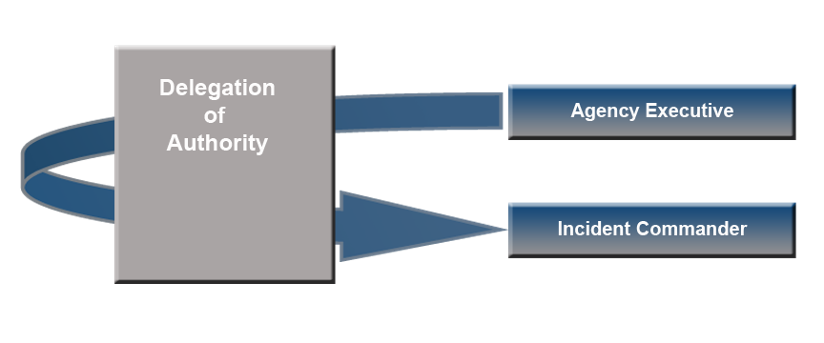 Delegation
of
Authority
Agency Executive
Incident Commander